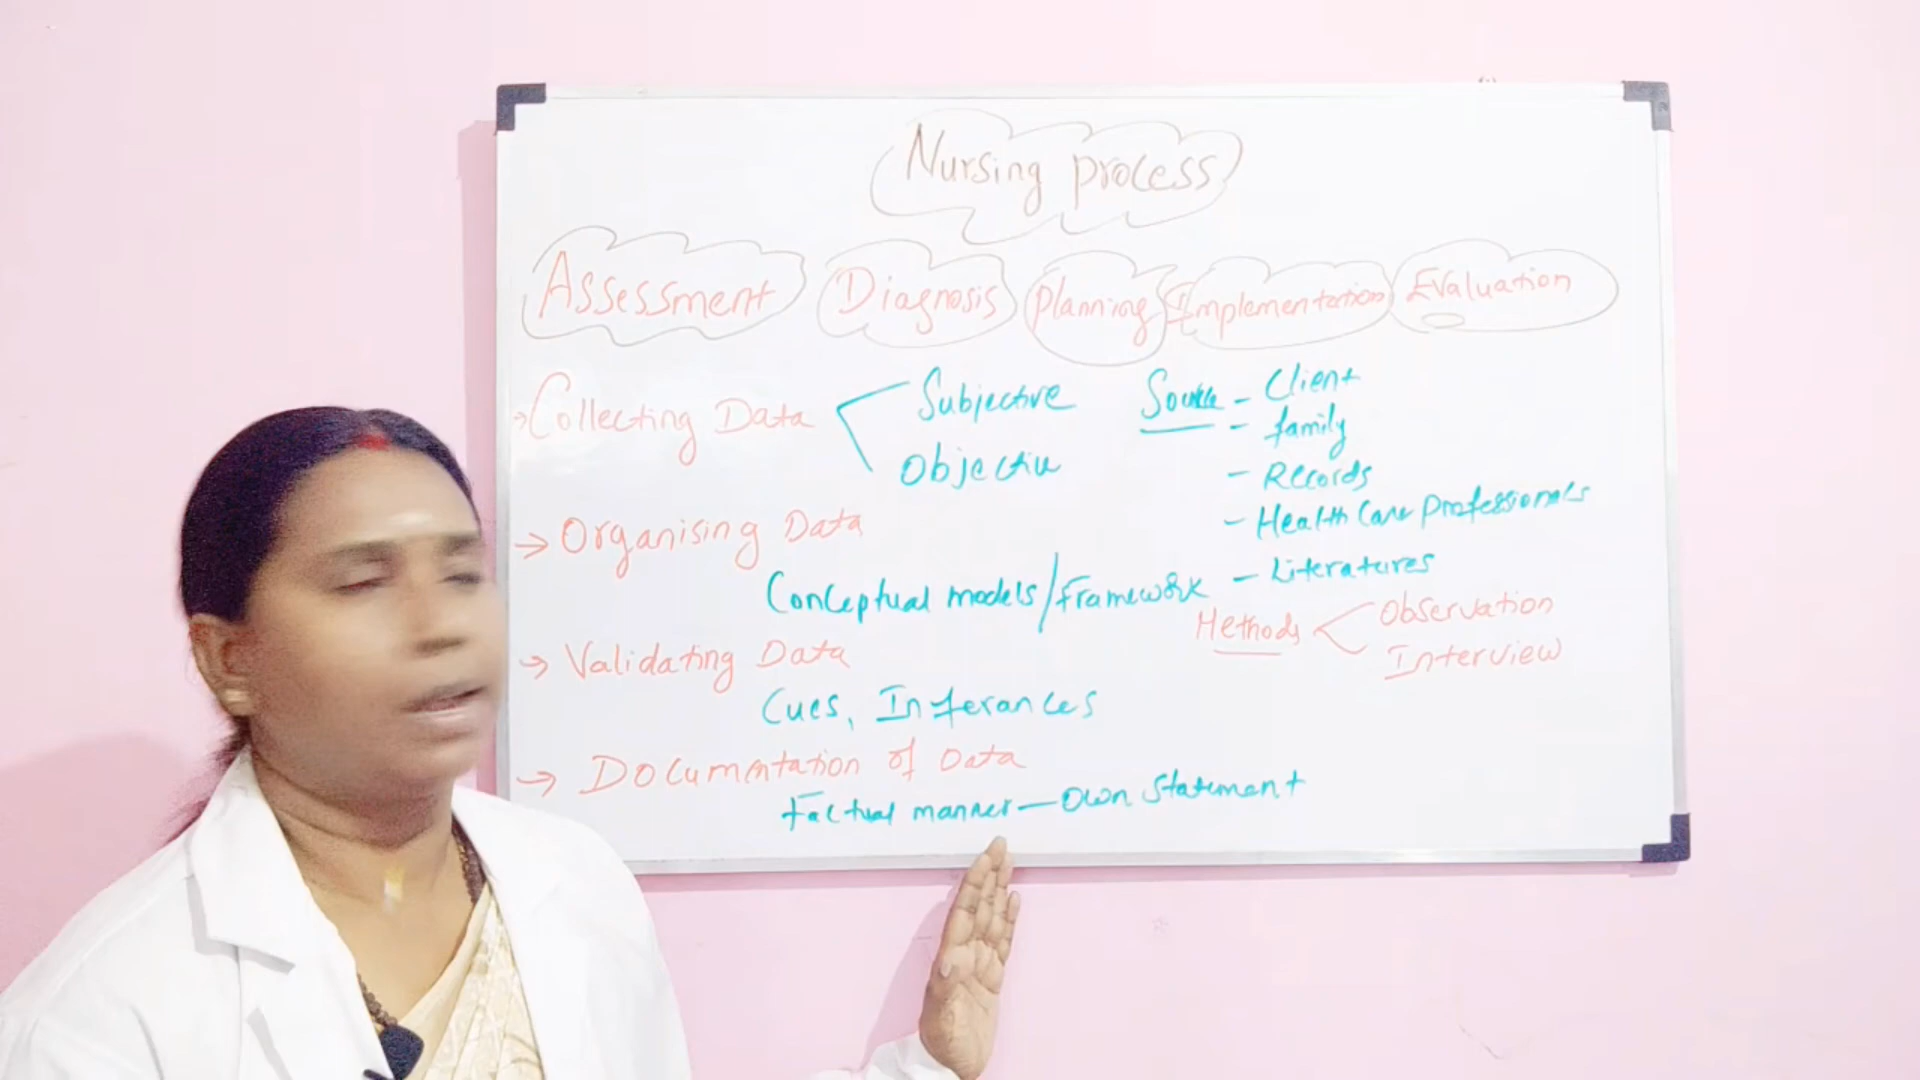 Nursing process
Assessment Diagnosis Planning Implementation Evaluation
→ Collecting Data Subjective
Objective
Source - Client
- family
- Records
- Health Care professionals
- Literatures
→ Organising Data
Conceptual models/Framework
Methods Observation
Interview
→ Validating Data
Cues, Inferances
→ Documentation of Data
Factual manner — Own Statement